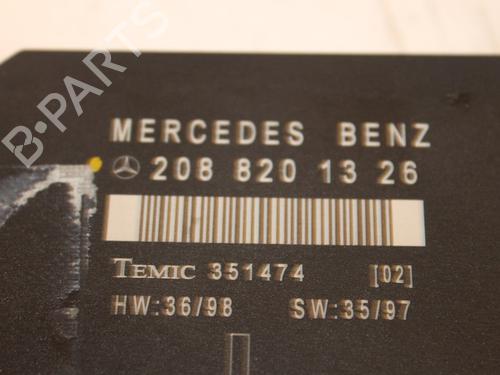 MERCEDES BENZ
208 820 13 26
TEMIC 351474 [02]
HW:36/98 SW:35/97
B-PARTS